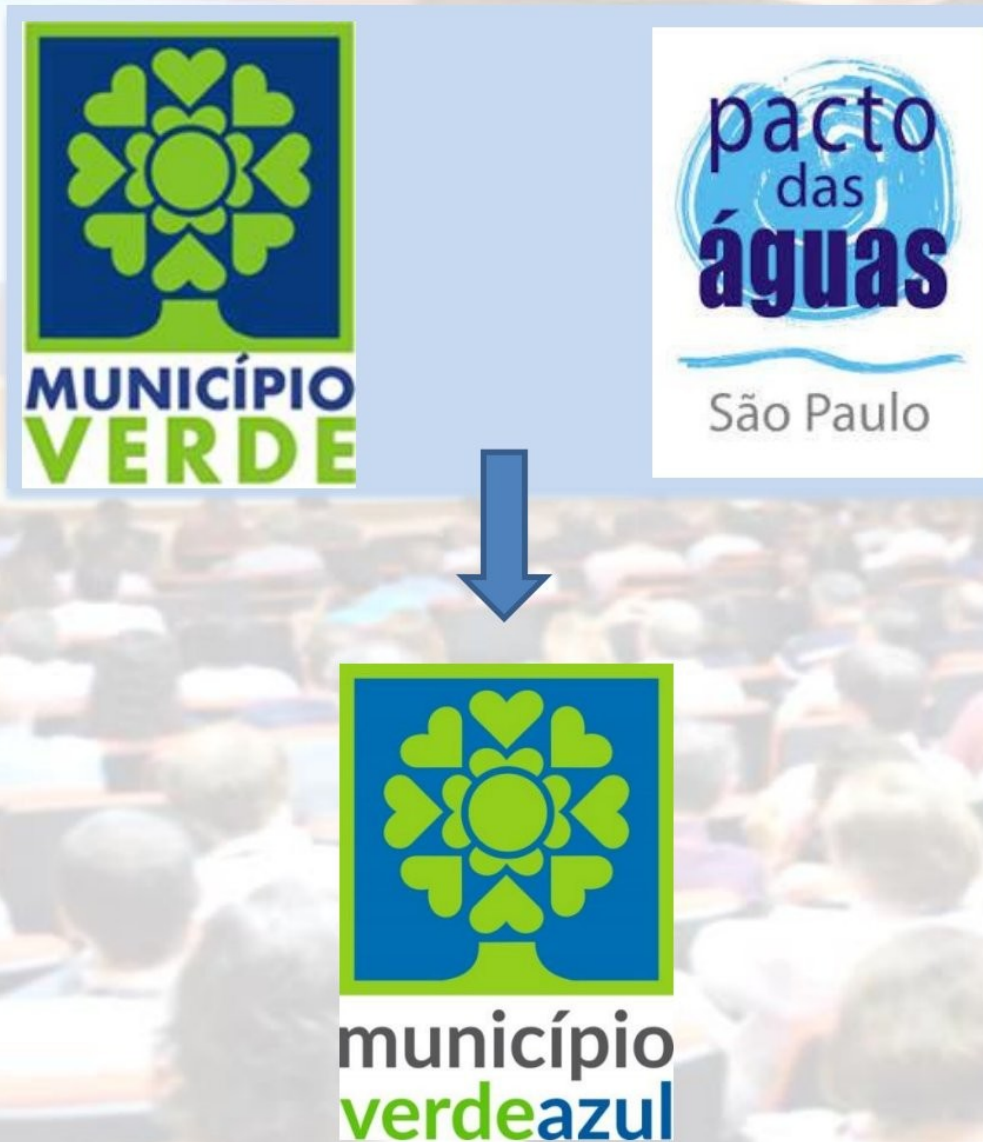 MUNICÍPIO
VERDE
pacto
das
águas
São Paulo
município
verdeazul